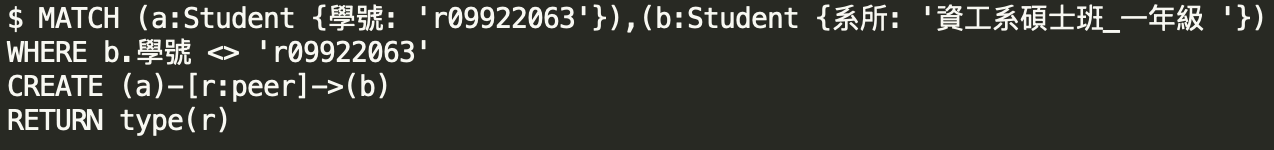 $ MATCH (a:Student {學號: 'r09922063'}),(b:Student {系所: '資工系碩士班_一年級 '})
WHERE b.學號 <> 'r09922063'
CREATE (a)-[r:peer]->(b)
RETURN type(r)